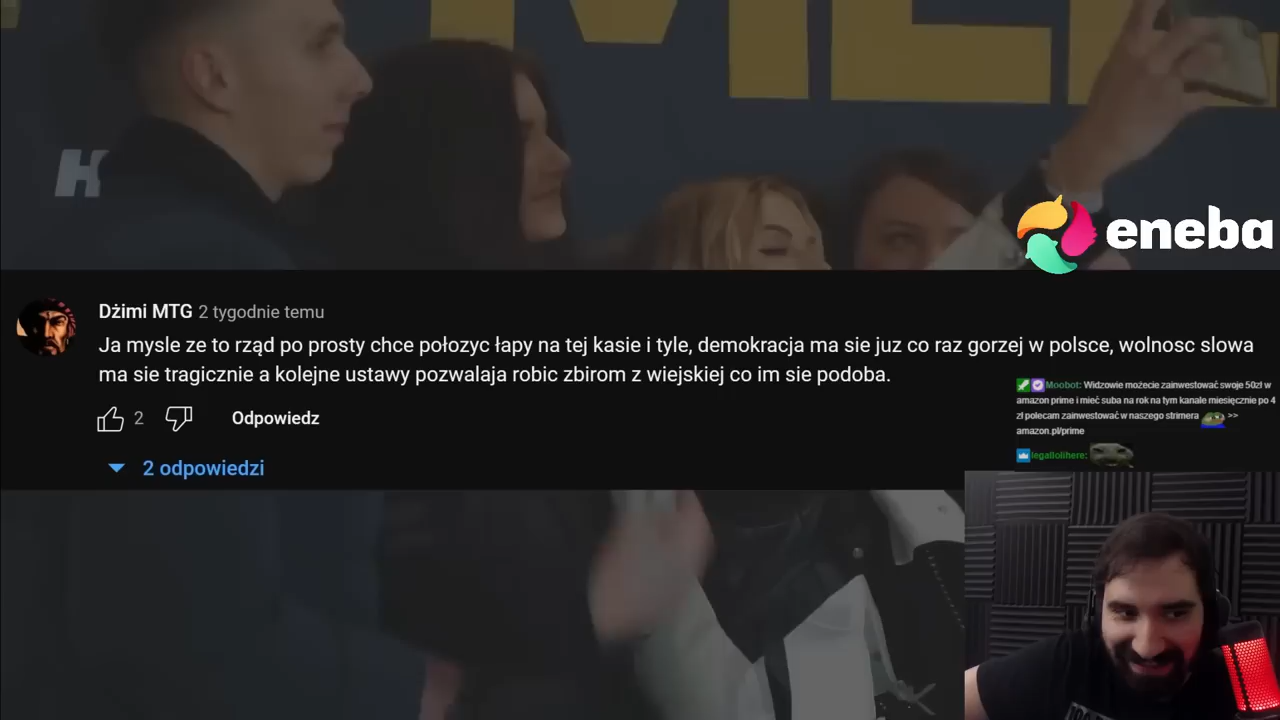 MEL
H
eneba
Dżimi MTG 2 tygodnie temu
Ja mysle ze to rząd po prosty chce połozyc łapy na tej kasie i tyle, demokracja ma sie juz co raz gorzej w polsce, wolnosc slowa
ma sie tragicznie a kolejne ustawy pozwalaja robic zbirom z wiejskiej co im sie podoba.
2
Odpowiedz
2 odpowiedzi
Moobot: Widzowie możecie zainwestować swoje 50zł w
amazon prime i mieć suba na rok na tym kanale miesięcznie po 4
zł polecam zainwestować w naszego strimera >>
amazon.pl/prime
legallolihere: